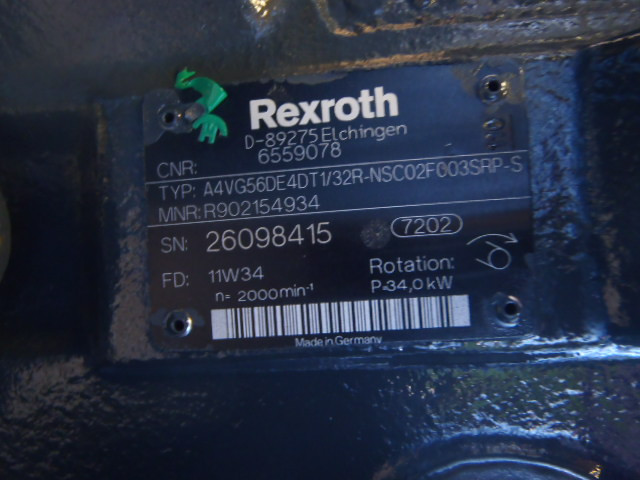 Rexroth
D-89275 Elchingen
CNR: 6559078
TYP: A4VG56DE4DT1/32R-NSC02F003SRP-S
MNR: R902154934
SN: 26098415 7202
FD: 11W34 Rotation:
n= 2000min-1 P-34,0kW
Made in Germany